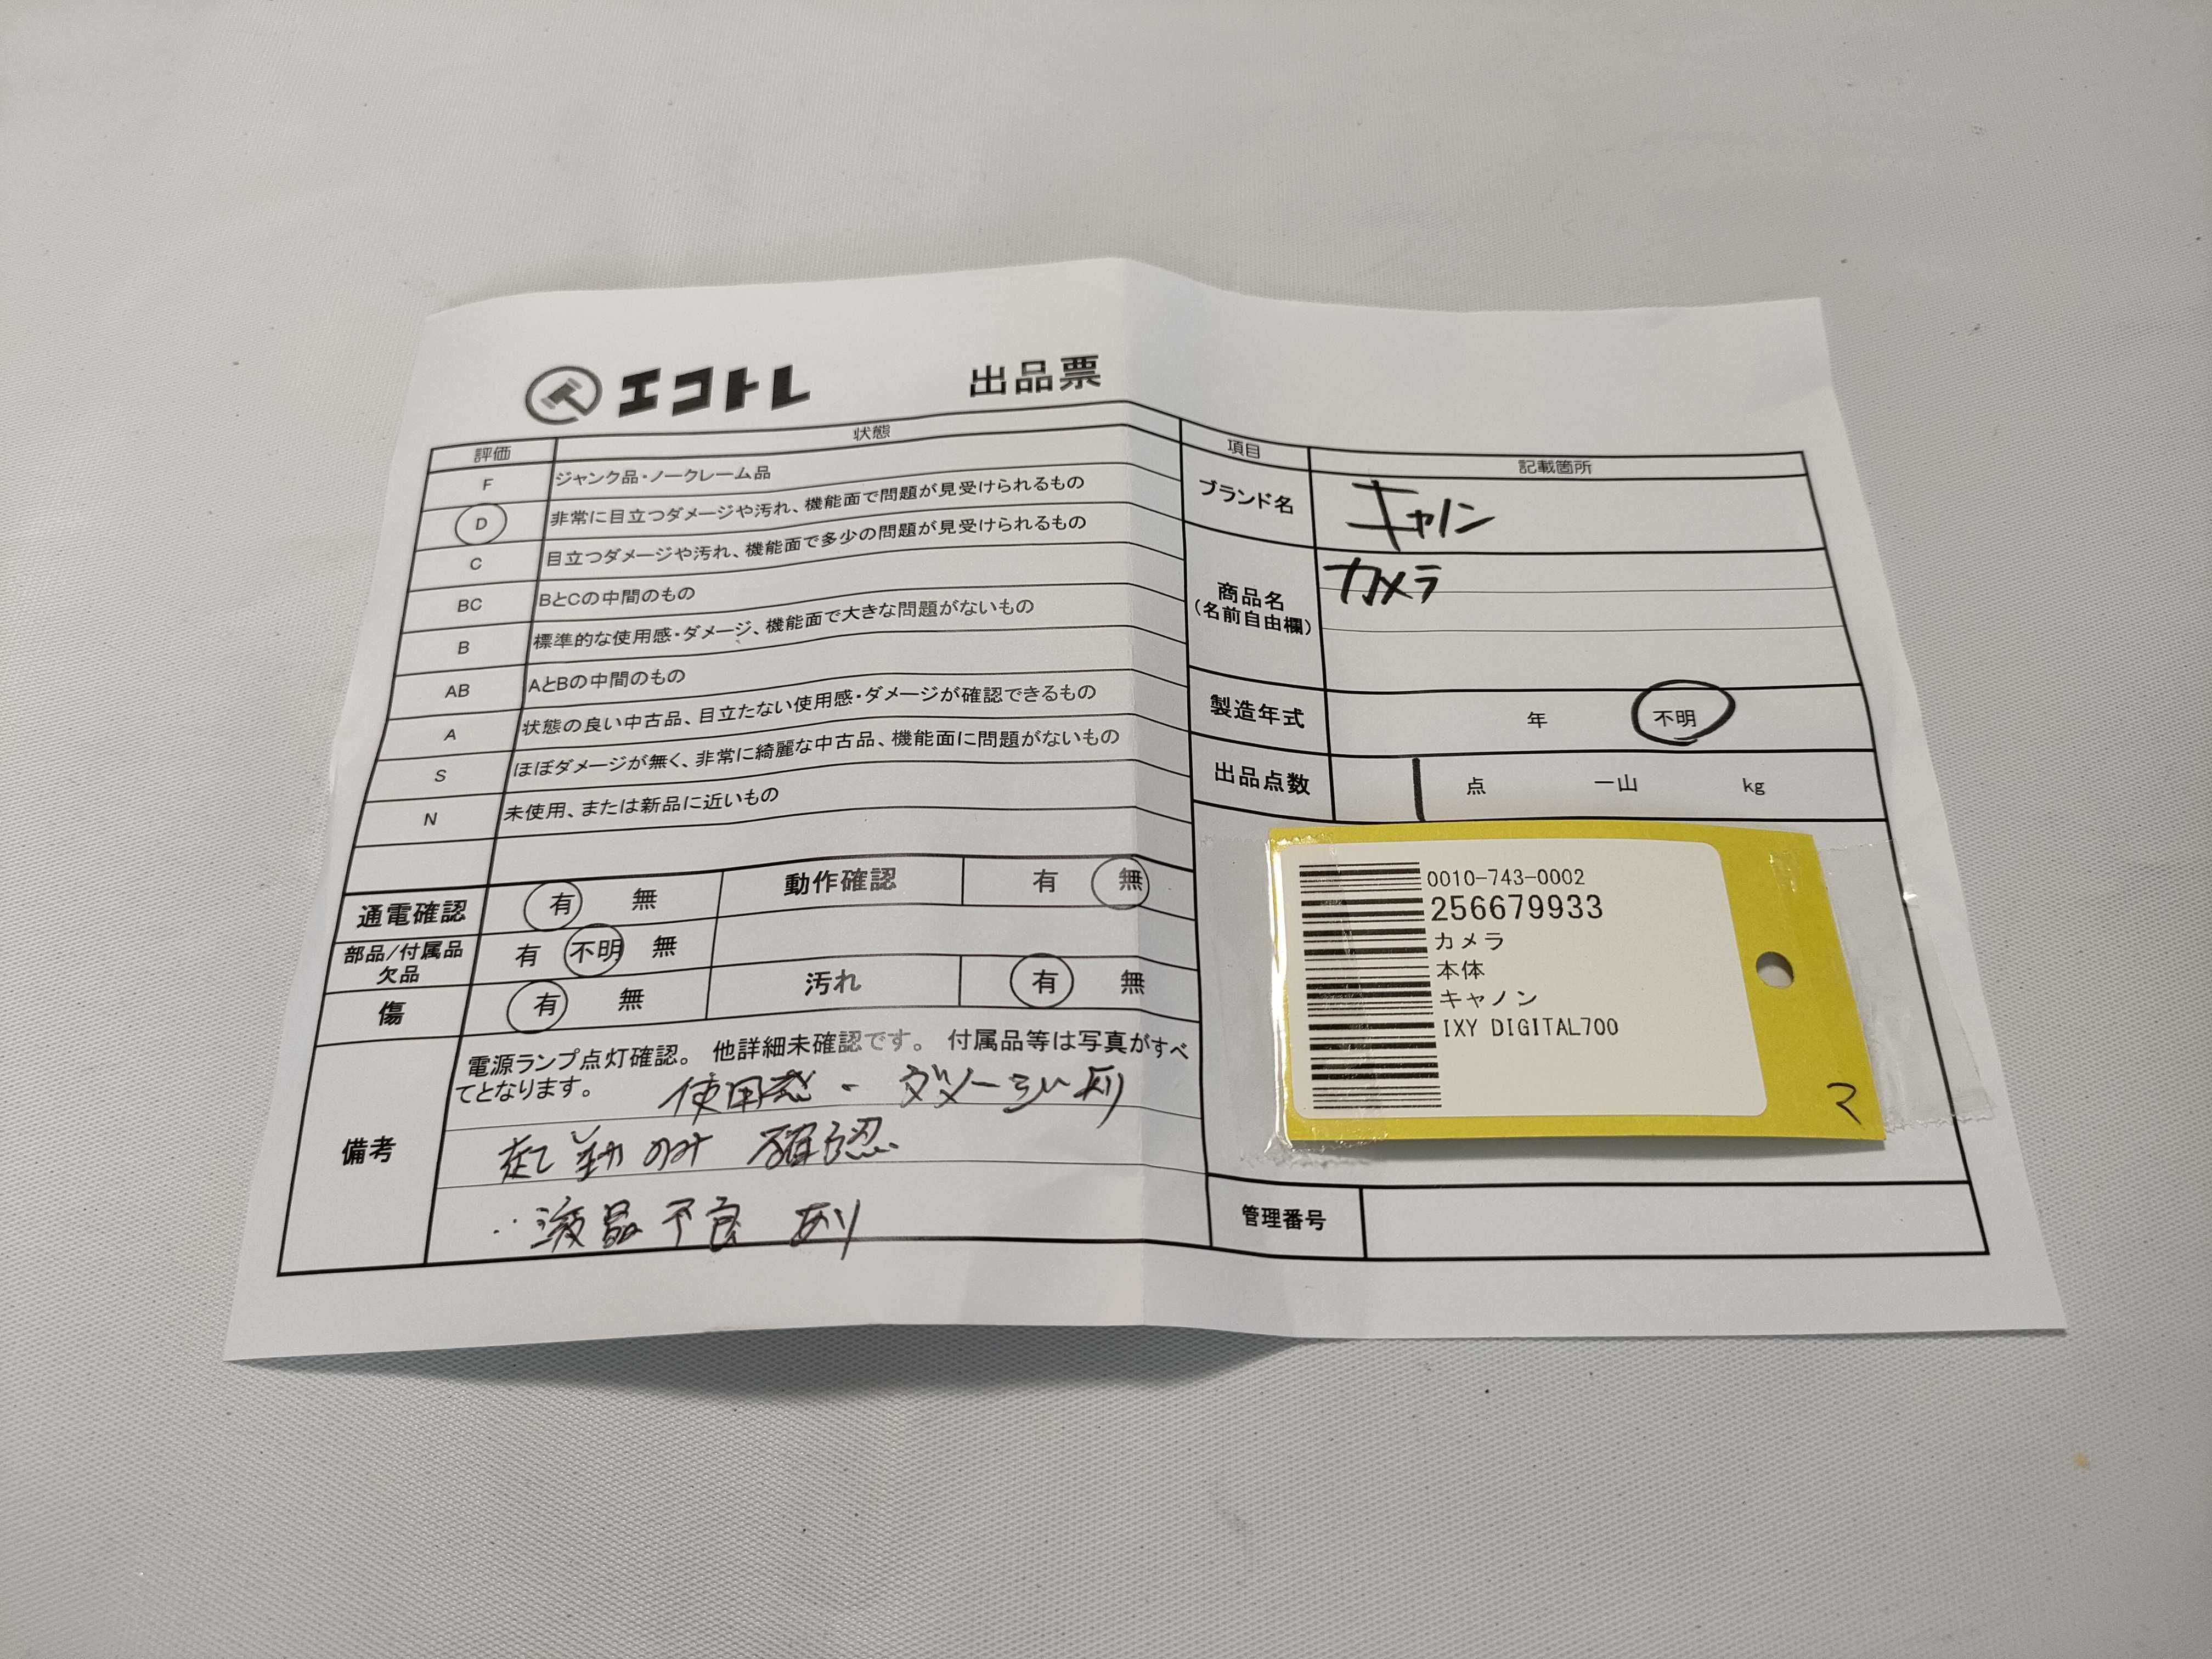 エコトレ 出品票
評価 状態
F ジャンク品・ノークレーム品
D 非常に目立つダメージや汚れ、機能面で問題が見受けられるもの
C 目立つダメージや汚れ、機能面で多少の問題が見受けられるもの
BC BとCの中間のもの
B 標準的な使用感・ダメージ、機能面で大きな問題がないもの
AB AとBの中間のもの
A 状態の良い中古品、目立たない使用感・ダメージが確認できるもの
S ほぼダメージが無く、非常に綺麗な中古品、機能面に問題がないもの
N 未使用、または新品に近いもの
通電確認 有 無 動作確認 有 無
部品/付属品 欠品 有 不明 無
傷 有 無 汚れ 有 無
備考
電源ランプ点灯確認。 他詳細未確認です。 付属品等は写真がすべ
てとなります。 使用感・ダメージ有り
起動のみ 確認
・液晶不良 あり
項目 記載箇所
ブランド名 キャノン
商品名 カメラ
(名前自由欄)
製造年式 年 不明
出品点数 1 点 一山 kg
0010-743-0002
256679933
カメラ
本体
キャノン
IXY DIGITAL700
マ
管理番号